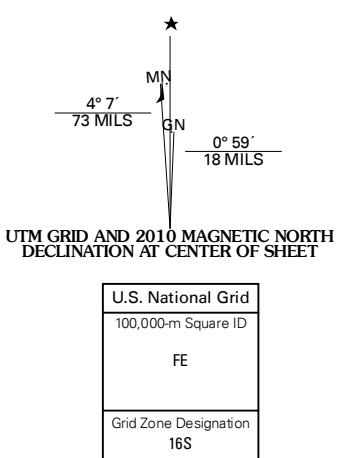 MN
4° 7´
73 MILS
GN
0° 59´
18 MILS
UTM GRID AND 2010 MAGNETIC NORTH
DECLINATION AT CENTER OF SHEET
U.S. National Grid
100,000-m Square ID
FE
Grid Zone Designation
16S